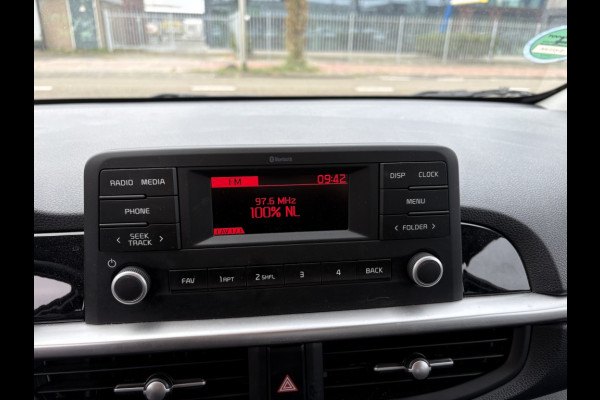 Bluetooth
RADIO MEDIA
PHONE
< SEEK >
TRACK
FM 09:42
97.6 MHz
100% NL
DISP CLOCK
MENU
< FOLDER >
FAV 1 RPT 2 SHFL 3 4 BACK